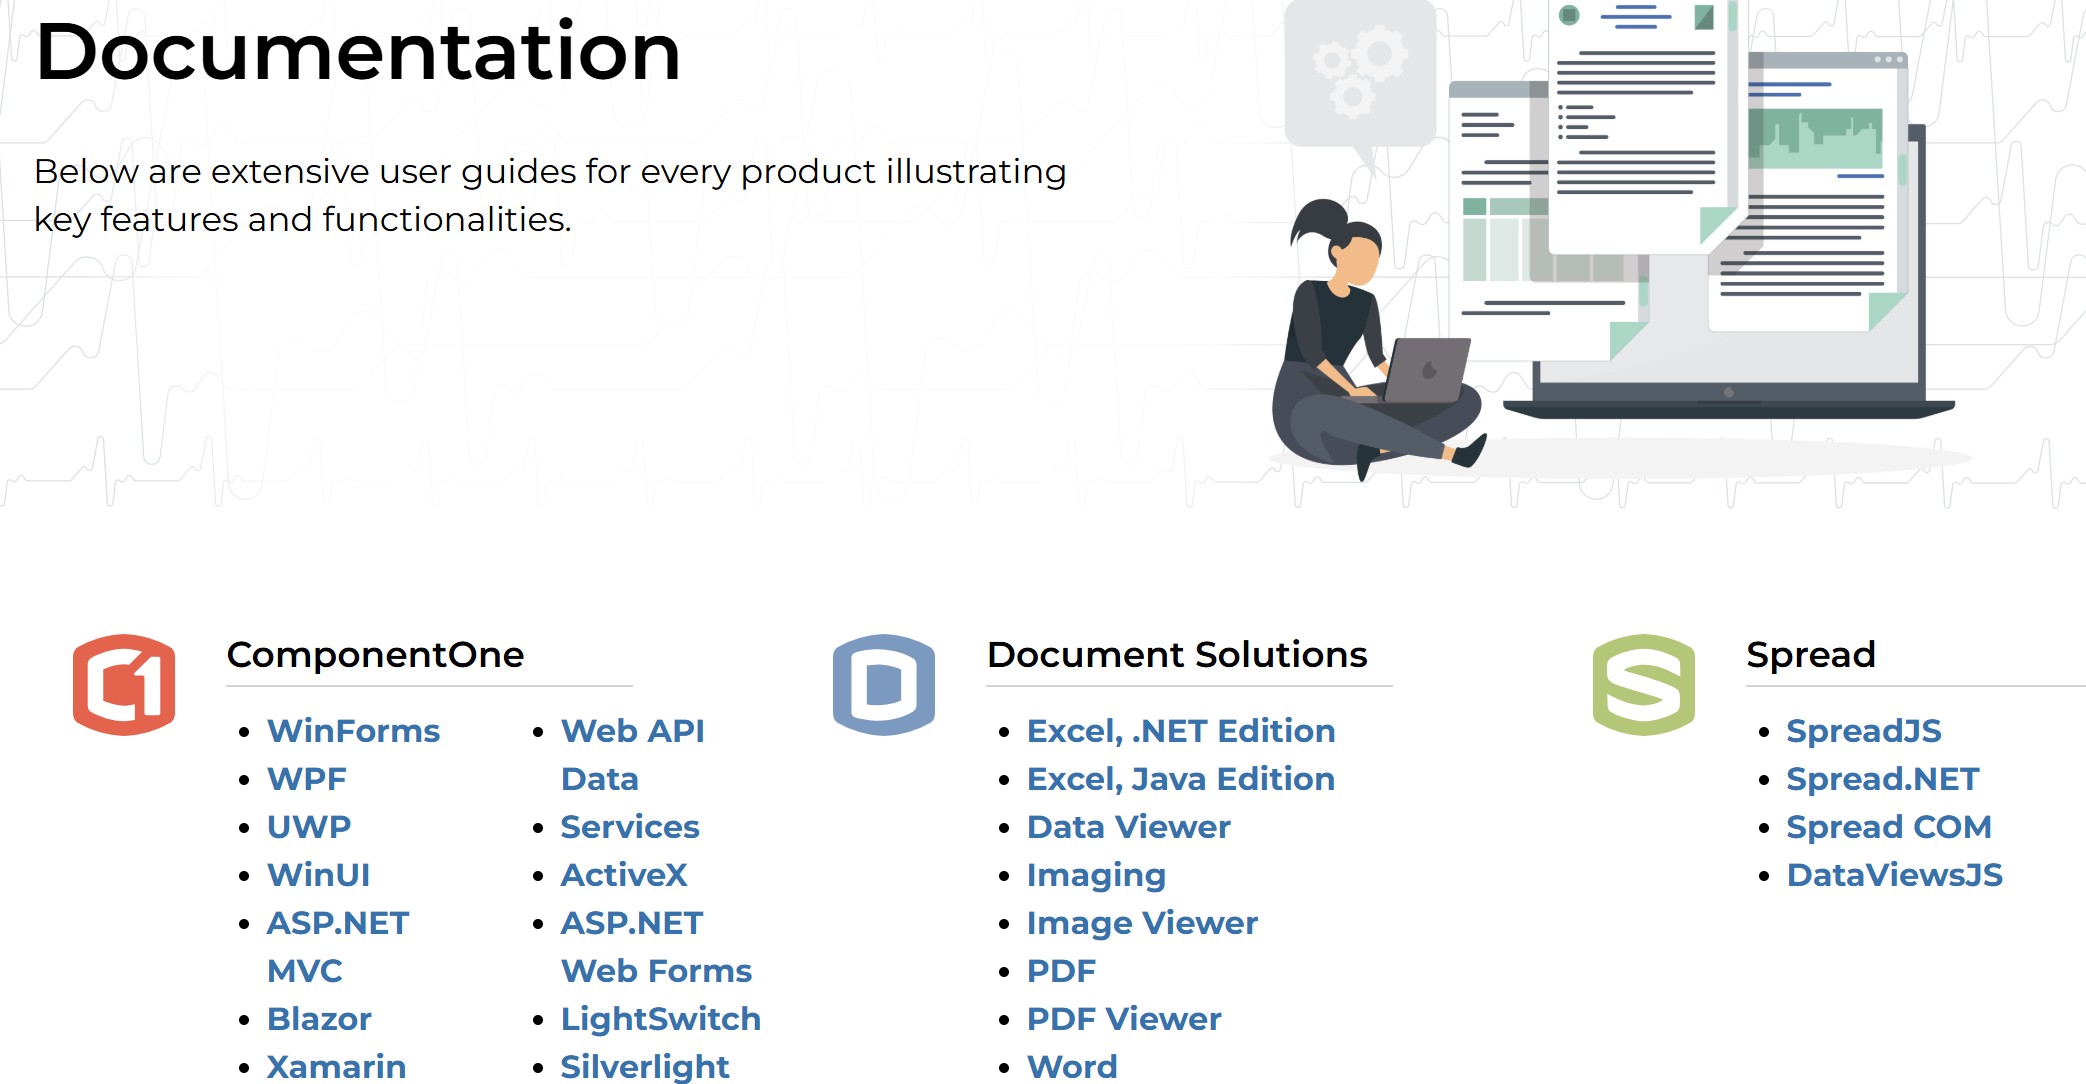 Documentation
Below are extensive user guides for every product illustrating
key features and functionalities.
C1
ComponentOne
WinForms
WPF
UWP
WinUI
ASP.NET
MVC
Blazor
Xamarin
Web API
Data
Services
ActiveX
ASP.NET
Web Forms
LightSwitch
Silverlight
D
Document Solutions
Excel, .NET Edition
Excel, Java Edition
Data Viewer
Imaging
Image Viewer
PDF
PDF Viewer
Word
S
Spread
SpreadJS
Spread.NET
Spread COM
DataViewsJS